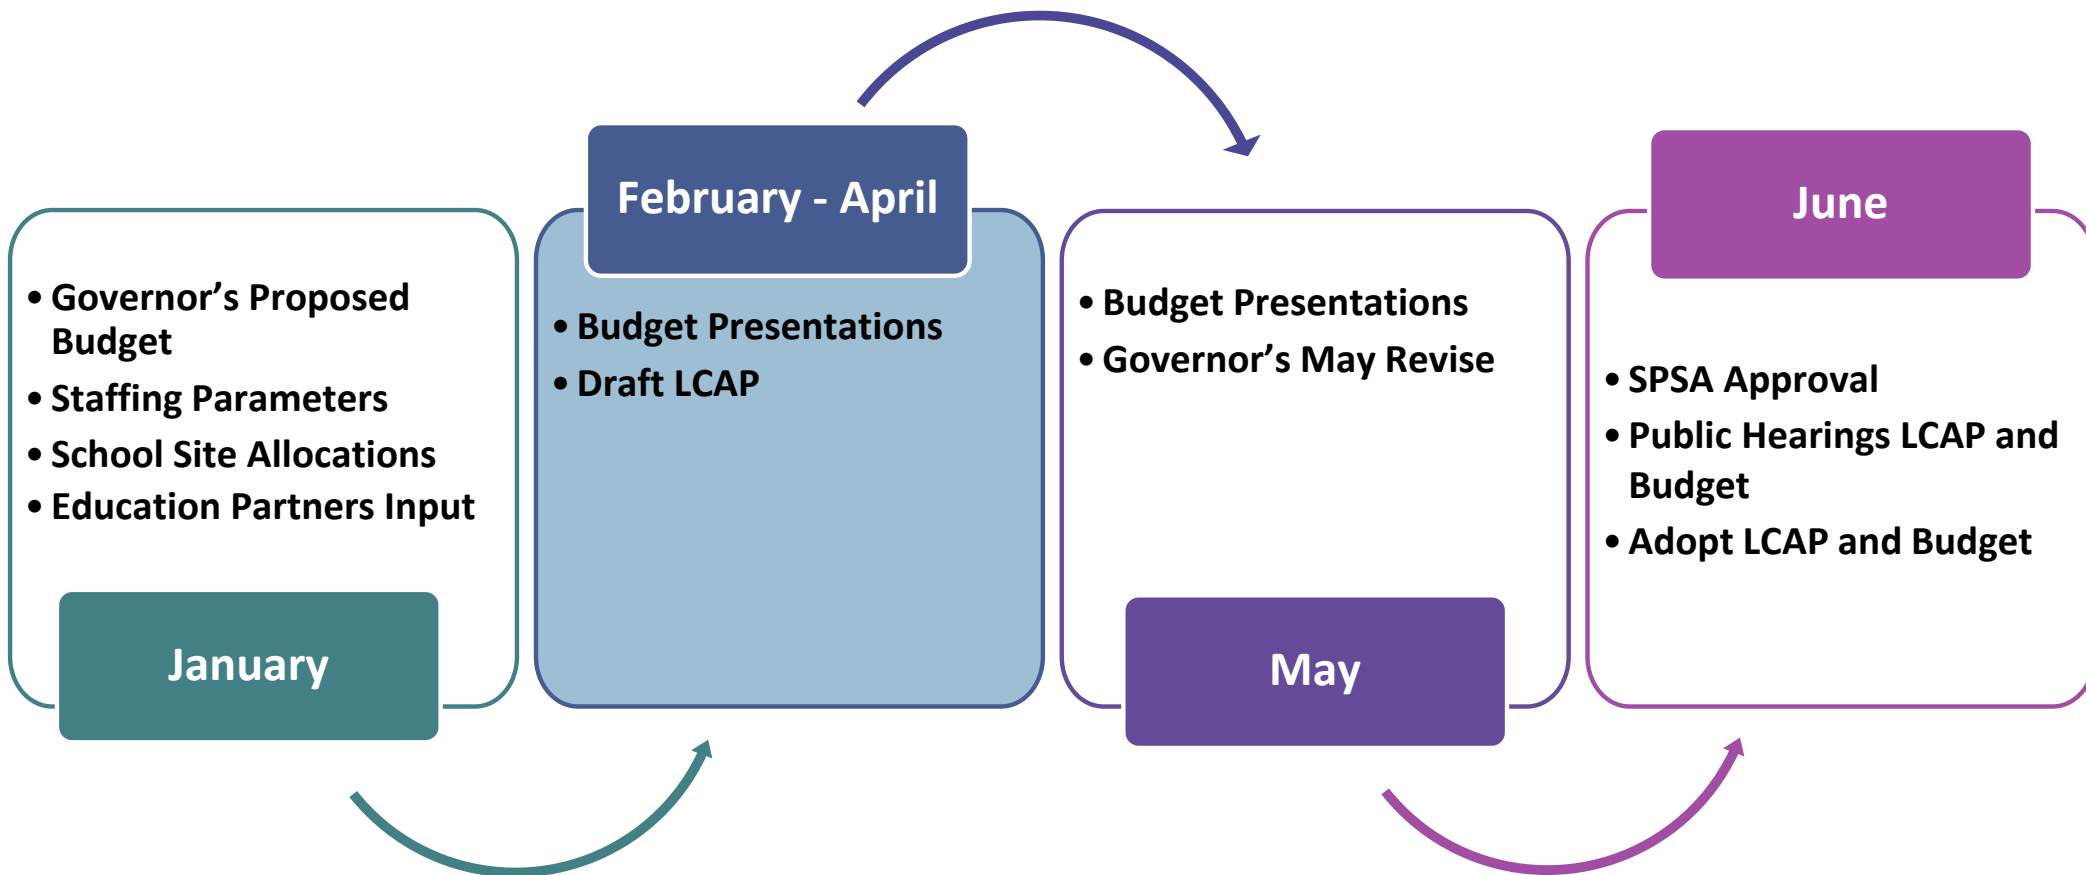 • Governor’s Proposed
Budget
• Staffing Parameters
• School Site Allocations
• Education Partners Input
January
February - April
• Budget Presentations
• Draft LCAP
• Budget Presentations
• Governor’s May Revise
May
June
• SPSA Approval
• Public Hearings LCAP and
Budget
• Adopt LCAP and Budget